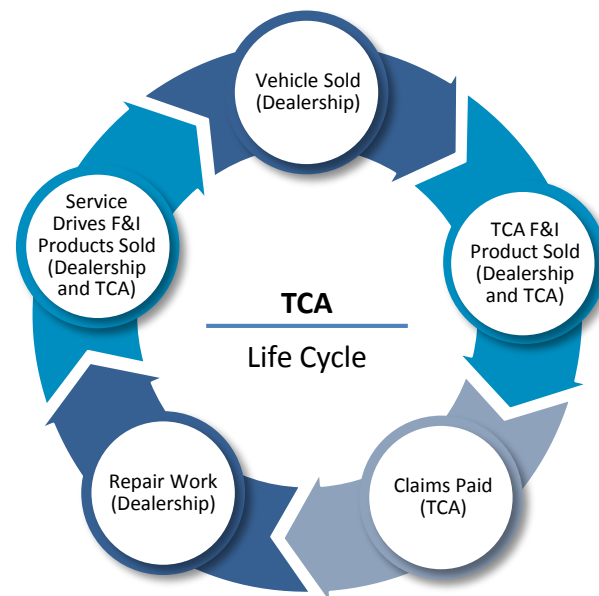 Vehicle Sold
(Dealership)
TCA F&I
Product Sold
(Dealership
and TCA)
Claims Paid
(TCA)
Repair Work
(Dealership)
Service
Drives F&I
Products Sold
(Dealership
and TCA)
TCA
Life Cycle